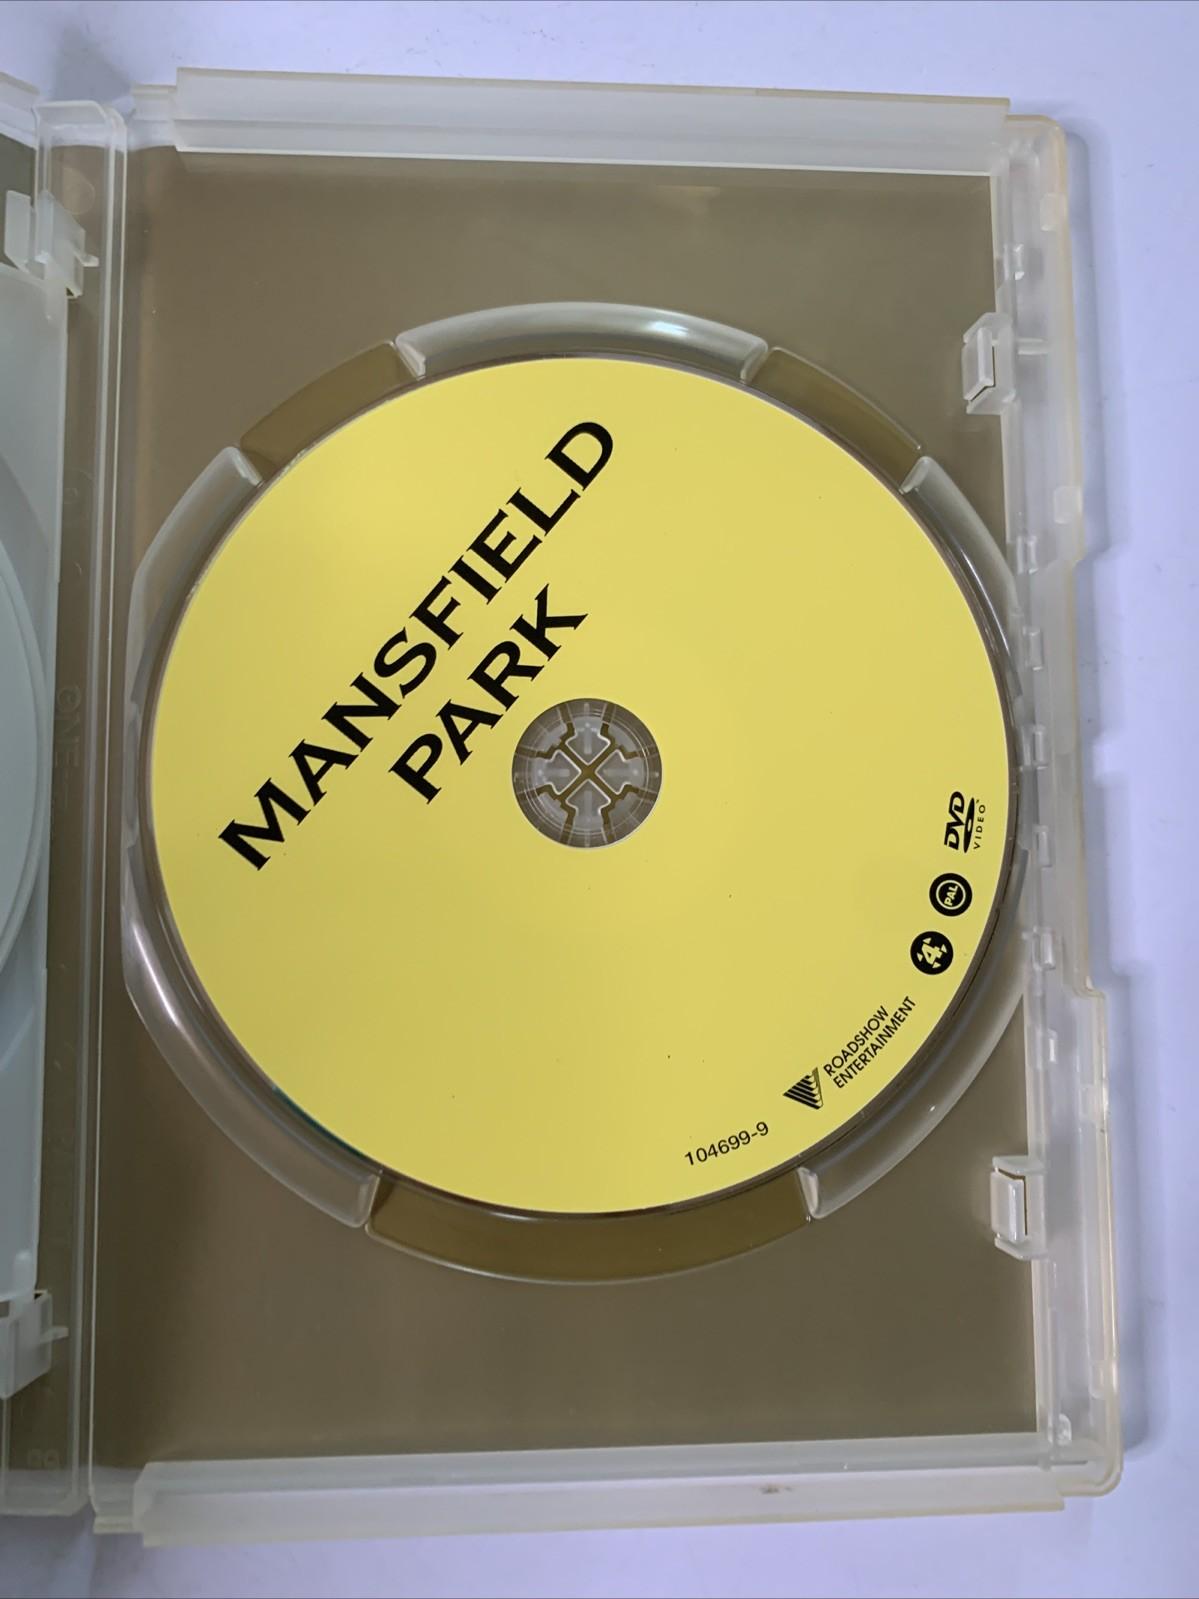 MANSFIELD
PARK
DVD
VIDEO
PAL
4
ROADSHOW
ENTERTAINMENT
104699-9